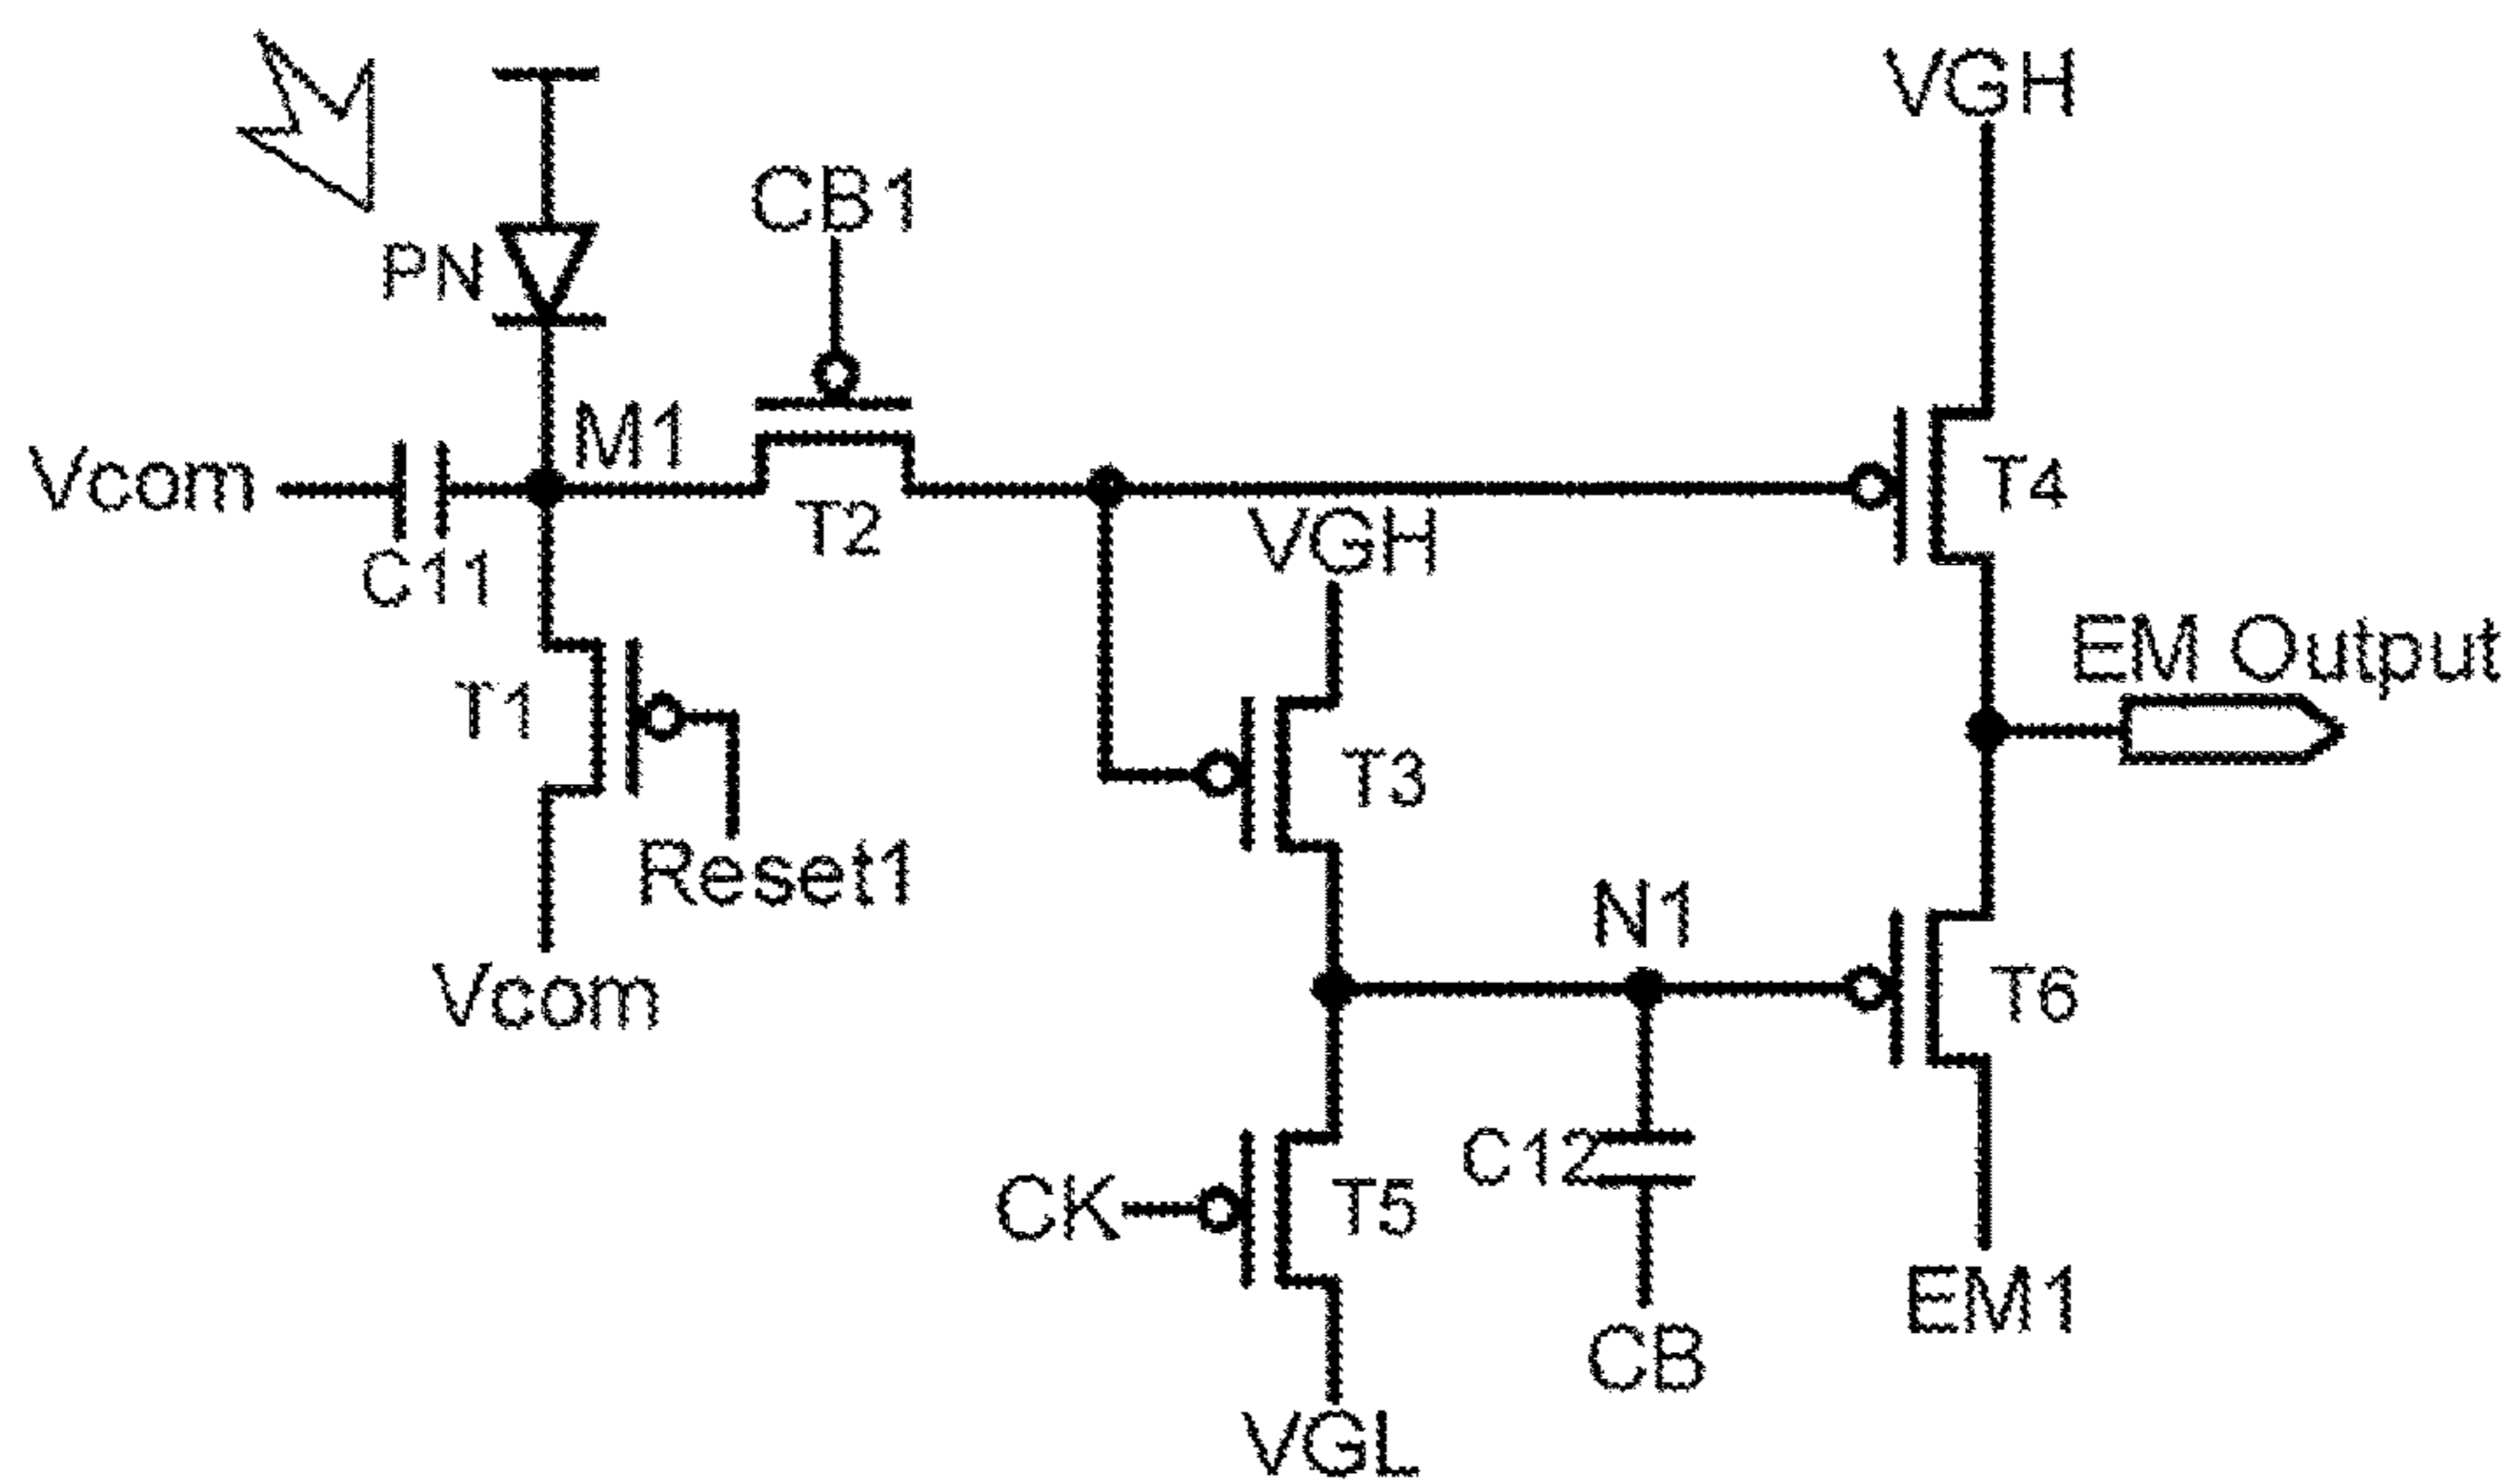 VGH
CB1
PN
M1
Vcom
T4
T2
VGH
C11
EM Output
T1
T3
Reset1
N1
Vcom
T6
C12
CK
T5
EM1
CB
VGL